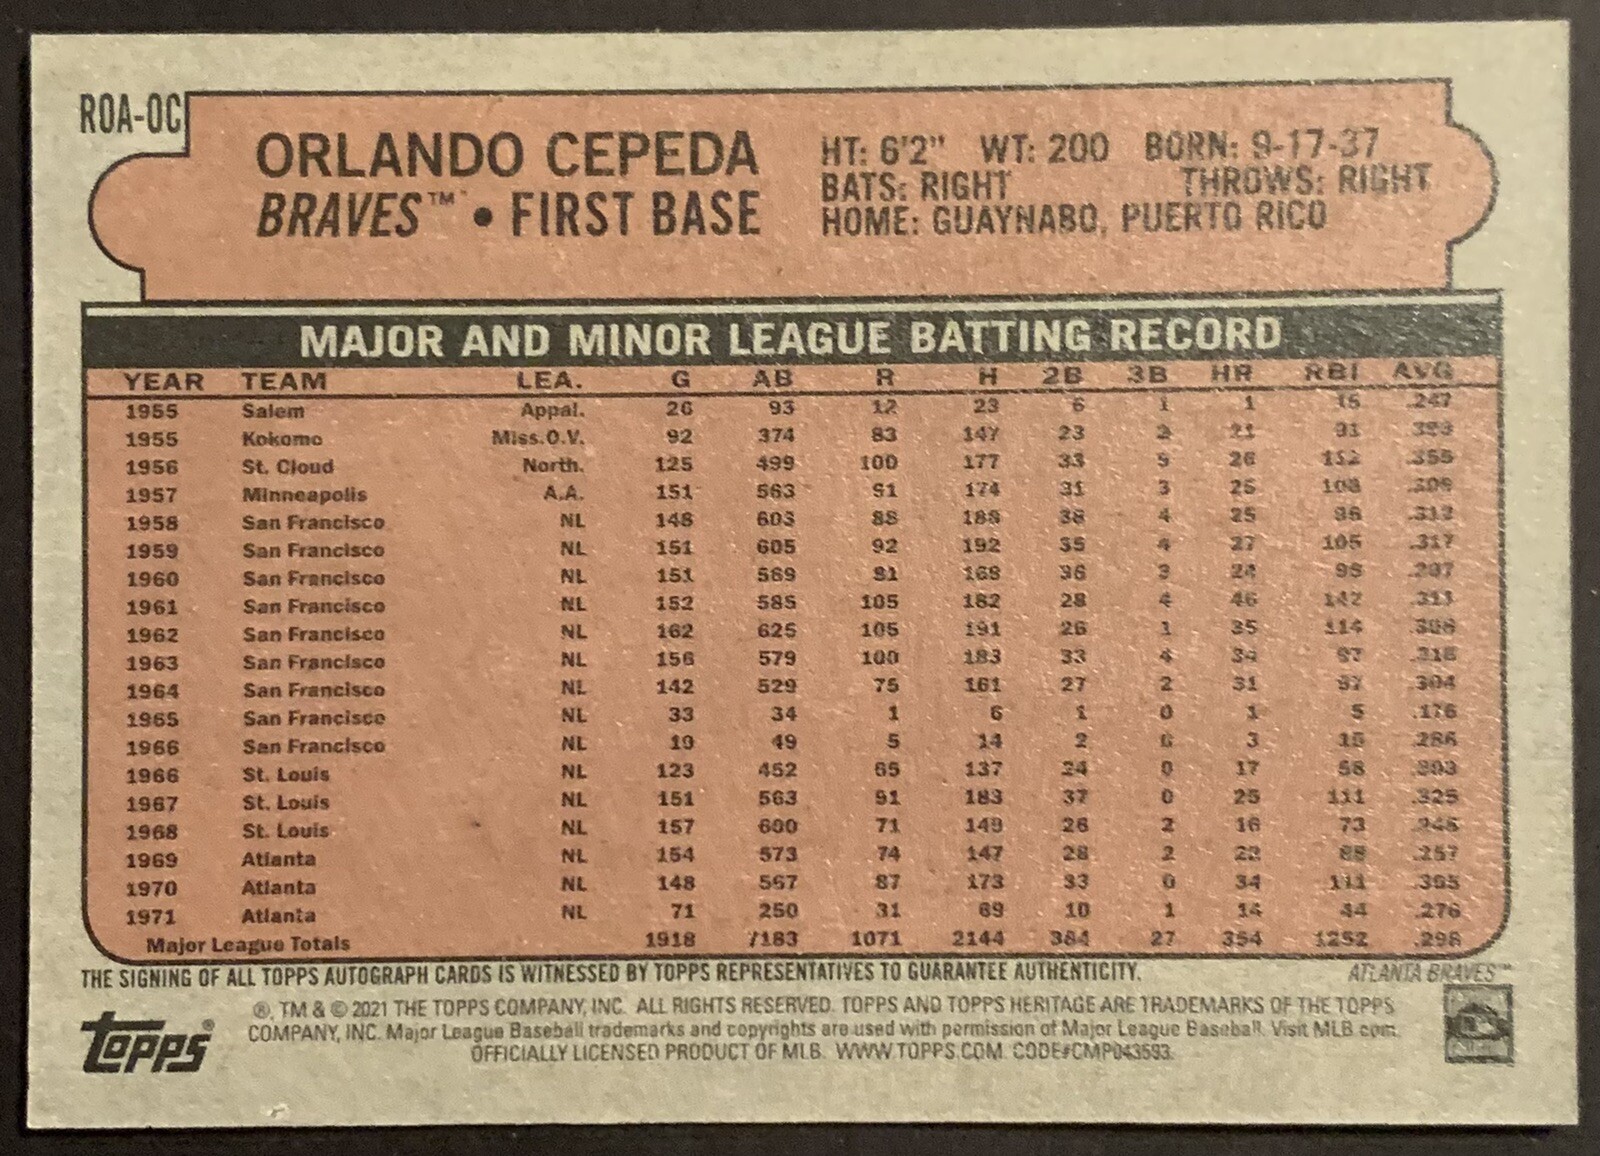 ROA-OC
ORLANDO CEPEDA
BRAVES™ • FIRST BASE
HT: 6'2" WT: 200 BORN: 9-17-37
BATS: RIGHT THROWS: RIGHT
HOME: GUAYNABO, PUERTO RICO
MAJOR AND MINOR LEAGUE BATTING RECORD
YEAR TEAM LEA. G AB R H 2B 3B HR RBI AVG
1955 Salem Appal. 26 93 12 23 6 1 1 15 .247
1955 Kokomo Miss.O.V. 92 374 83 147 23 2 21 91 .393
1956 St. Cloud North. 125 499 100 177 33 9 26 112 .355
1957 Minneapolis A.A. 151 563 91 174 31 3 25 108 .309
1958 San Francisco NL 148 603 88 188 38 4 25 96 .312
1959 San Francisco NL 151 605 92 192 35 4 27 105 .317
1960 San Francisco NL 151 569 81 169 36 3 24 96 .297
1961 San Francisco NL 152 585 105 182 28 4 46 142 .311
1962 San Francisco NL 162 625 105 191 26 1 35 114 .306
1963 San Francisco NL 156 579 100 183 33 4 34 97 .316
1964 San Francisco NL 142 529 75 161 27 2 31 97 .304
1965 San Francisco NL 33 34 1 6 1 0 1 5 .176
1966 San Francisco NL 19 49 5 14 2 0 3 15 .286
1966 St. Louis NL 123 452 65 137 24 0 17 58 .303
1967 St. Louis NL 151 563 91 183 37 0 25 111 .325
1968 St. Louis NL 157 600 71 149 26 2 16 73 .248
1969 Atlanta NL 154 573 74 147 28 2 22 88 .257
1970 Atlanta NL 148 567 87 173 33 0 34 111 .305
1971 Atlanta NL 71 250 31 69 10 1 14 44 .276
Major League Totals 1918 7183 1071 2144 384 27 354 1252 .298
THE SIGNING OF ALL TOPPS AUTOGRAPH CARDS IS WITNESSED BY TOPPS REPRESENTATIVES TO GUARANTEE AUTHENTICITY.
ATLANTA BRAVES™
®, TM & © 2021 THE TOPPS COMPANY, INC. ALL RIGHTS RESERVED. TOPPS AND TOPPS HERITAGE ARE TRADEMARKS OF THE TOPPS
COMPANY, INC. Major League Baseball trademarks and copyrights are used with permission of Major League Baseball. Visit MLB.com.
OFFICIALLY LICENSED PRODUCT OF MLB. WWW.TOPPS.COM. CODE#CMP043593.
Topps®